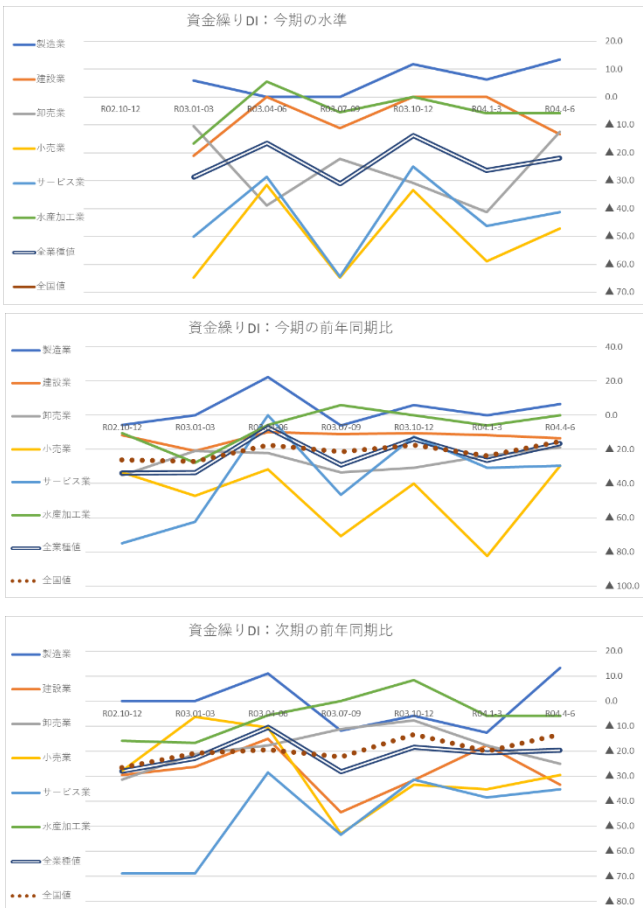 資金繰りDI：今期の水準
製造業
建設業
卸売業
小売業
サービス業
水産加工業
全業種値
全国値
20.0
10.0
0.0
▲ 10.0
▲ 20.0
▲ 30.0
▲ 40.0
▲ 50.0
▲ 60.0
▲ 70.0
R02.10-12 R03.01-03 R03.04-06 R03.07-09 R03.10-12 R04.1-3 R04.4-6
資金繰りDI：今期の前年同期比
製造業
建設業
卸売業
小売業
サービス業
水産加工業
全業種値
全国値
40.0
20.0
0.0
▲ 20.0
▲ 40.0
▲ 60.0
▲ 80.0
▲ 100.0
R02.10-12 R03.01-03 R03.04-06 R03.07-09 R03.10-12 R04.1-3 R04.4-6
資金繰りDI：次期の前年同期比
製造業
建設業
卸売業
小売業
サービス業
水産加工業
全業種値
全国値
20.0
10.0
0.0
▲ 10.0
▲ 20.0
▲ 30.0
▲ 40.0
▲ 50.0
▲ 60.0
▲ 70.0
▲ 80.0
R02.10-12 R03.01-03 R03.04-06 R03.07-09 R03.10-12 R04.1-3 R04.4-6